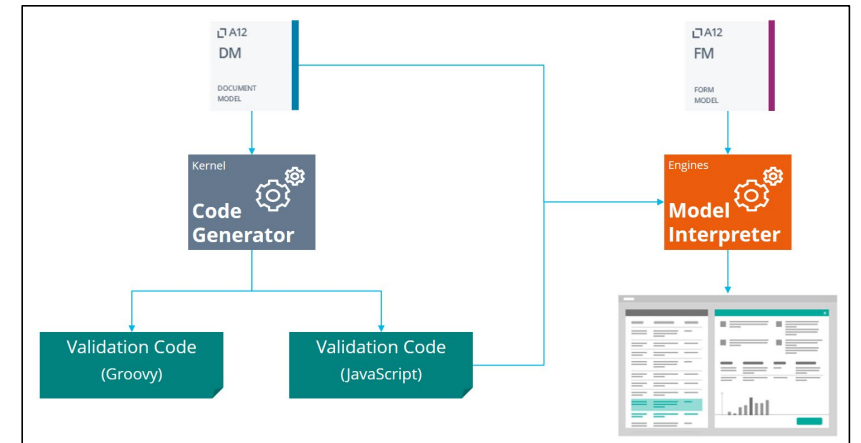 A12
DM
DOCUMENT
MODEL
A12
FM
FORM
MODEL
Kernel
Code
Generator
Engines
Model
Interpreter
Validation Code
(Groovy)
Validation Code
(JavaScript)